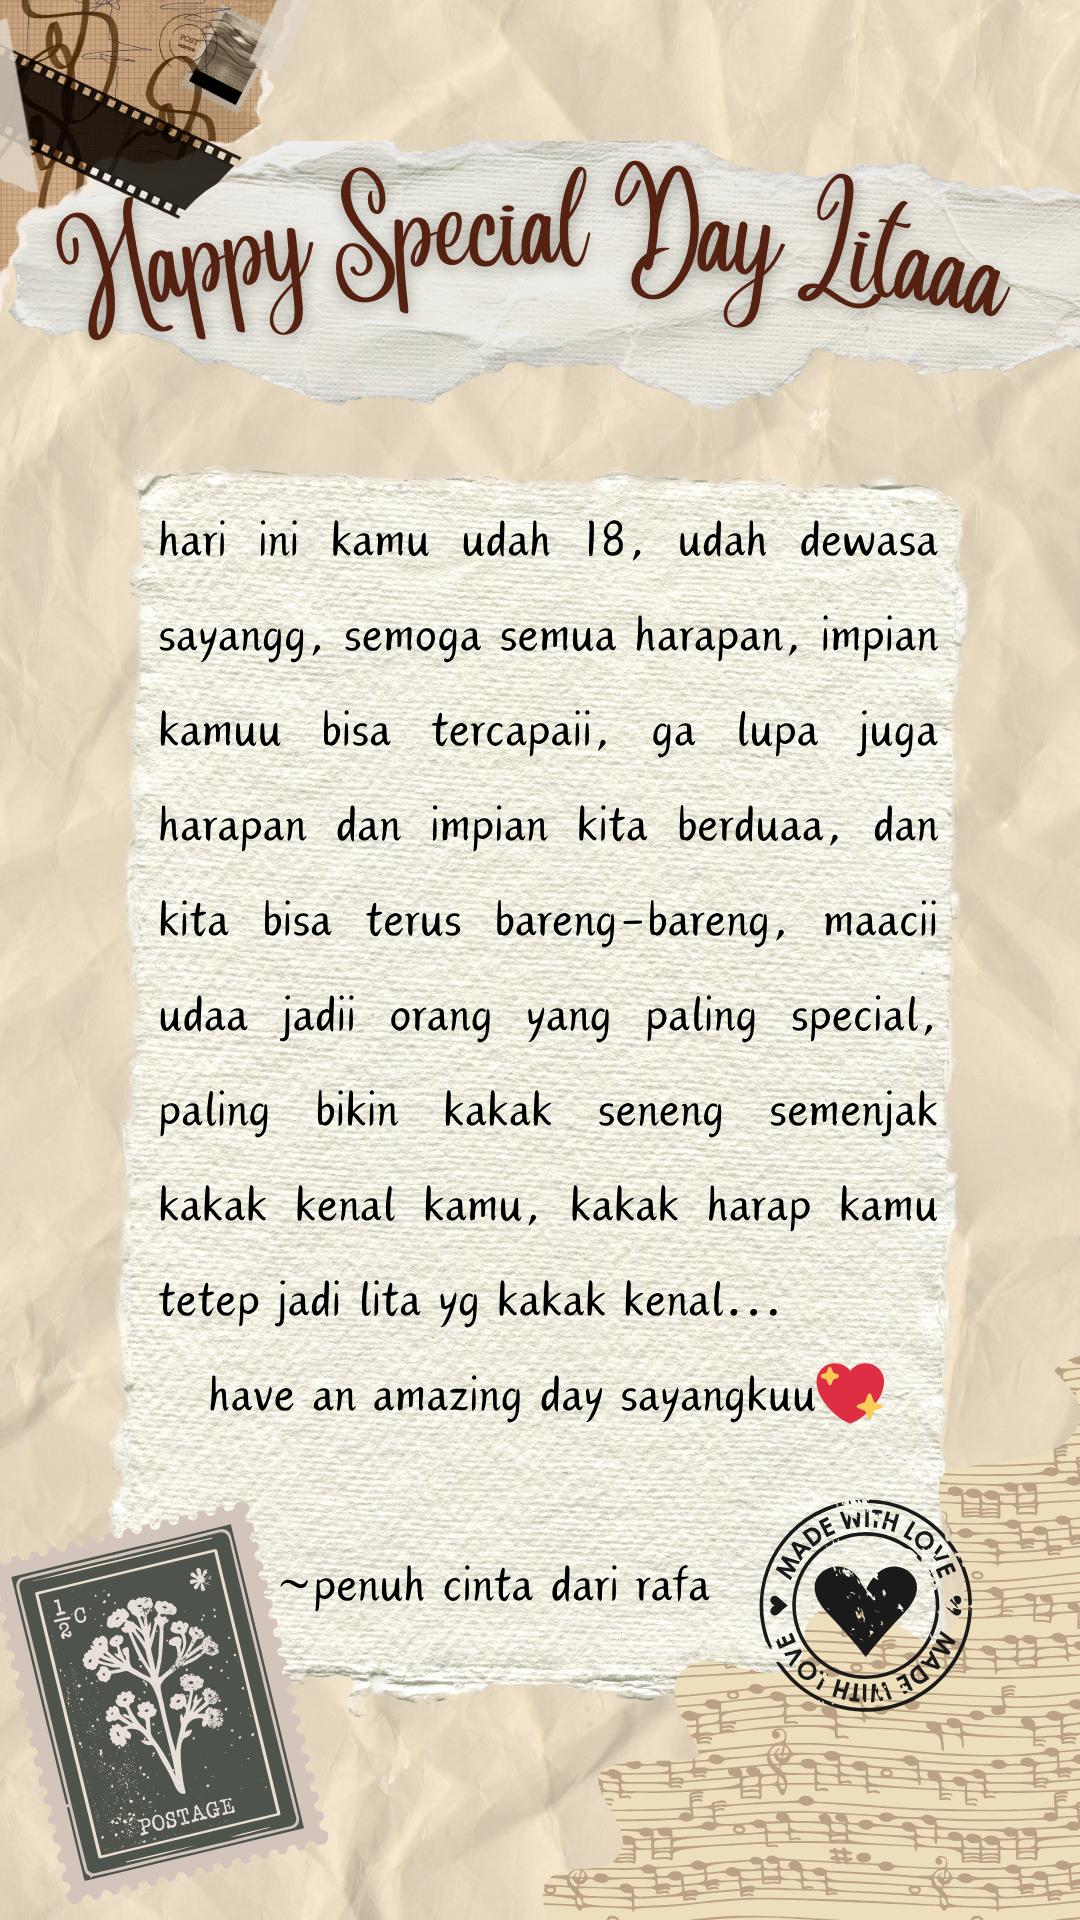 POST
Happy Special Day Litaaa
hari ini kamu udah 18, udah dewasa
sayangg, semoga semua harapan, impian
kamuu bisa tercapaii, ga lupa juga
harapan dan impian kita berduaa, dan
kita bisa terus bareng-bareng, maacii
udaa jadii orang yang paling special,
paling bikin kakak seneng semenjak
kakak kenal kamu, kakak harap kamu
tetep jadi lita yg kakak kenal...
have an amazing day sayangkuu💖
~penuh cinta dari rafa
MADE WITH LOVE
MADE WITH LOVE
1/2 C
POSTAGE